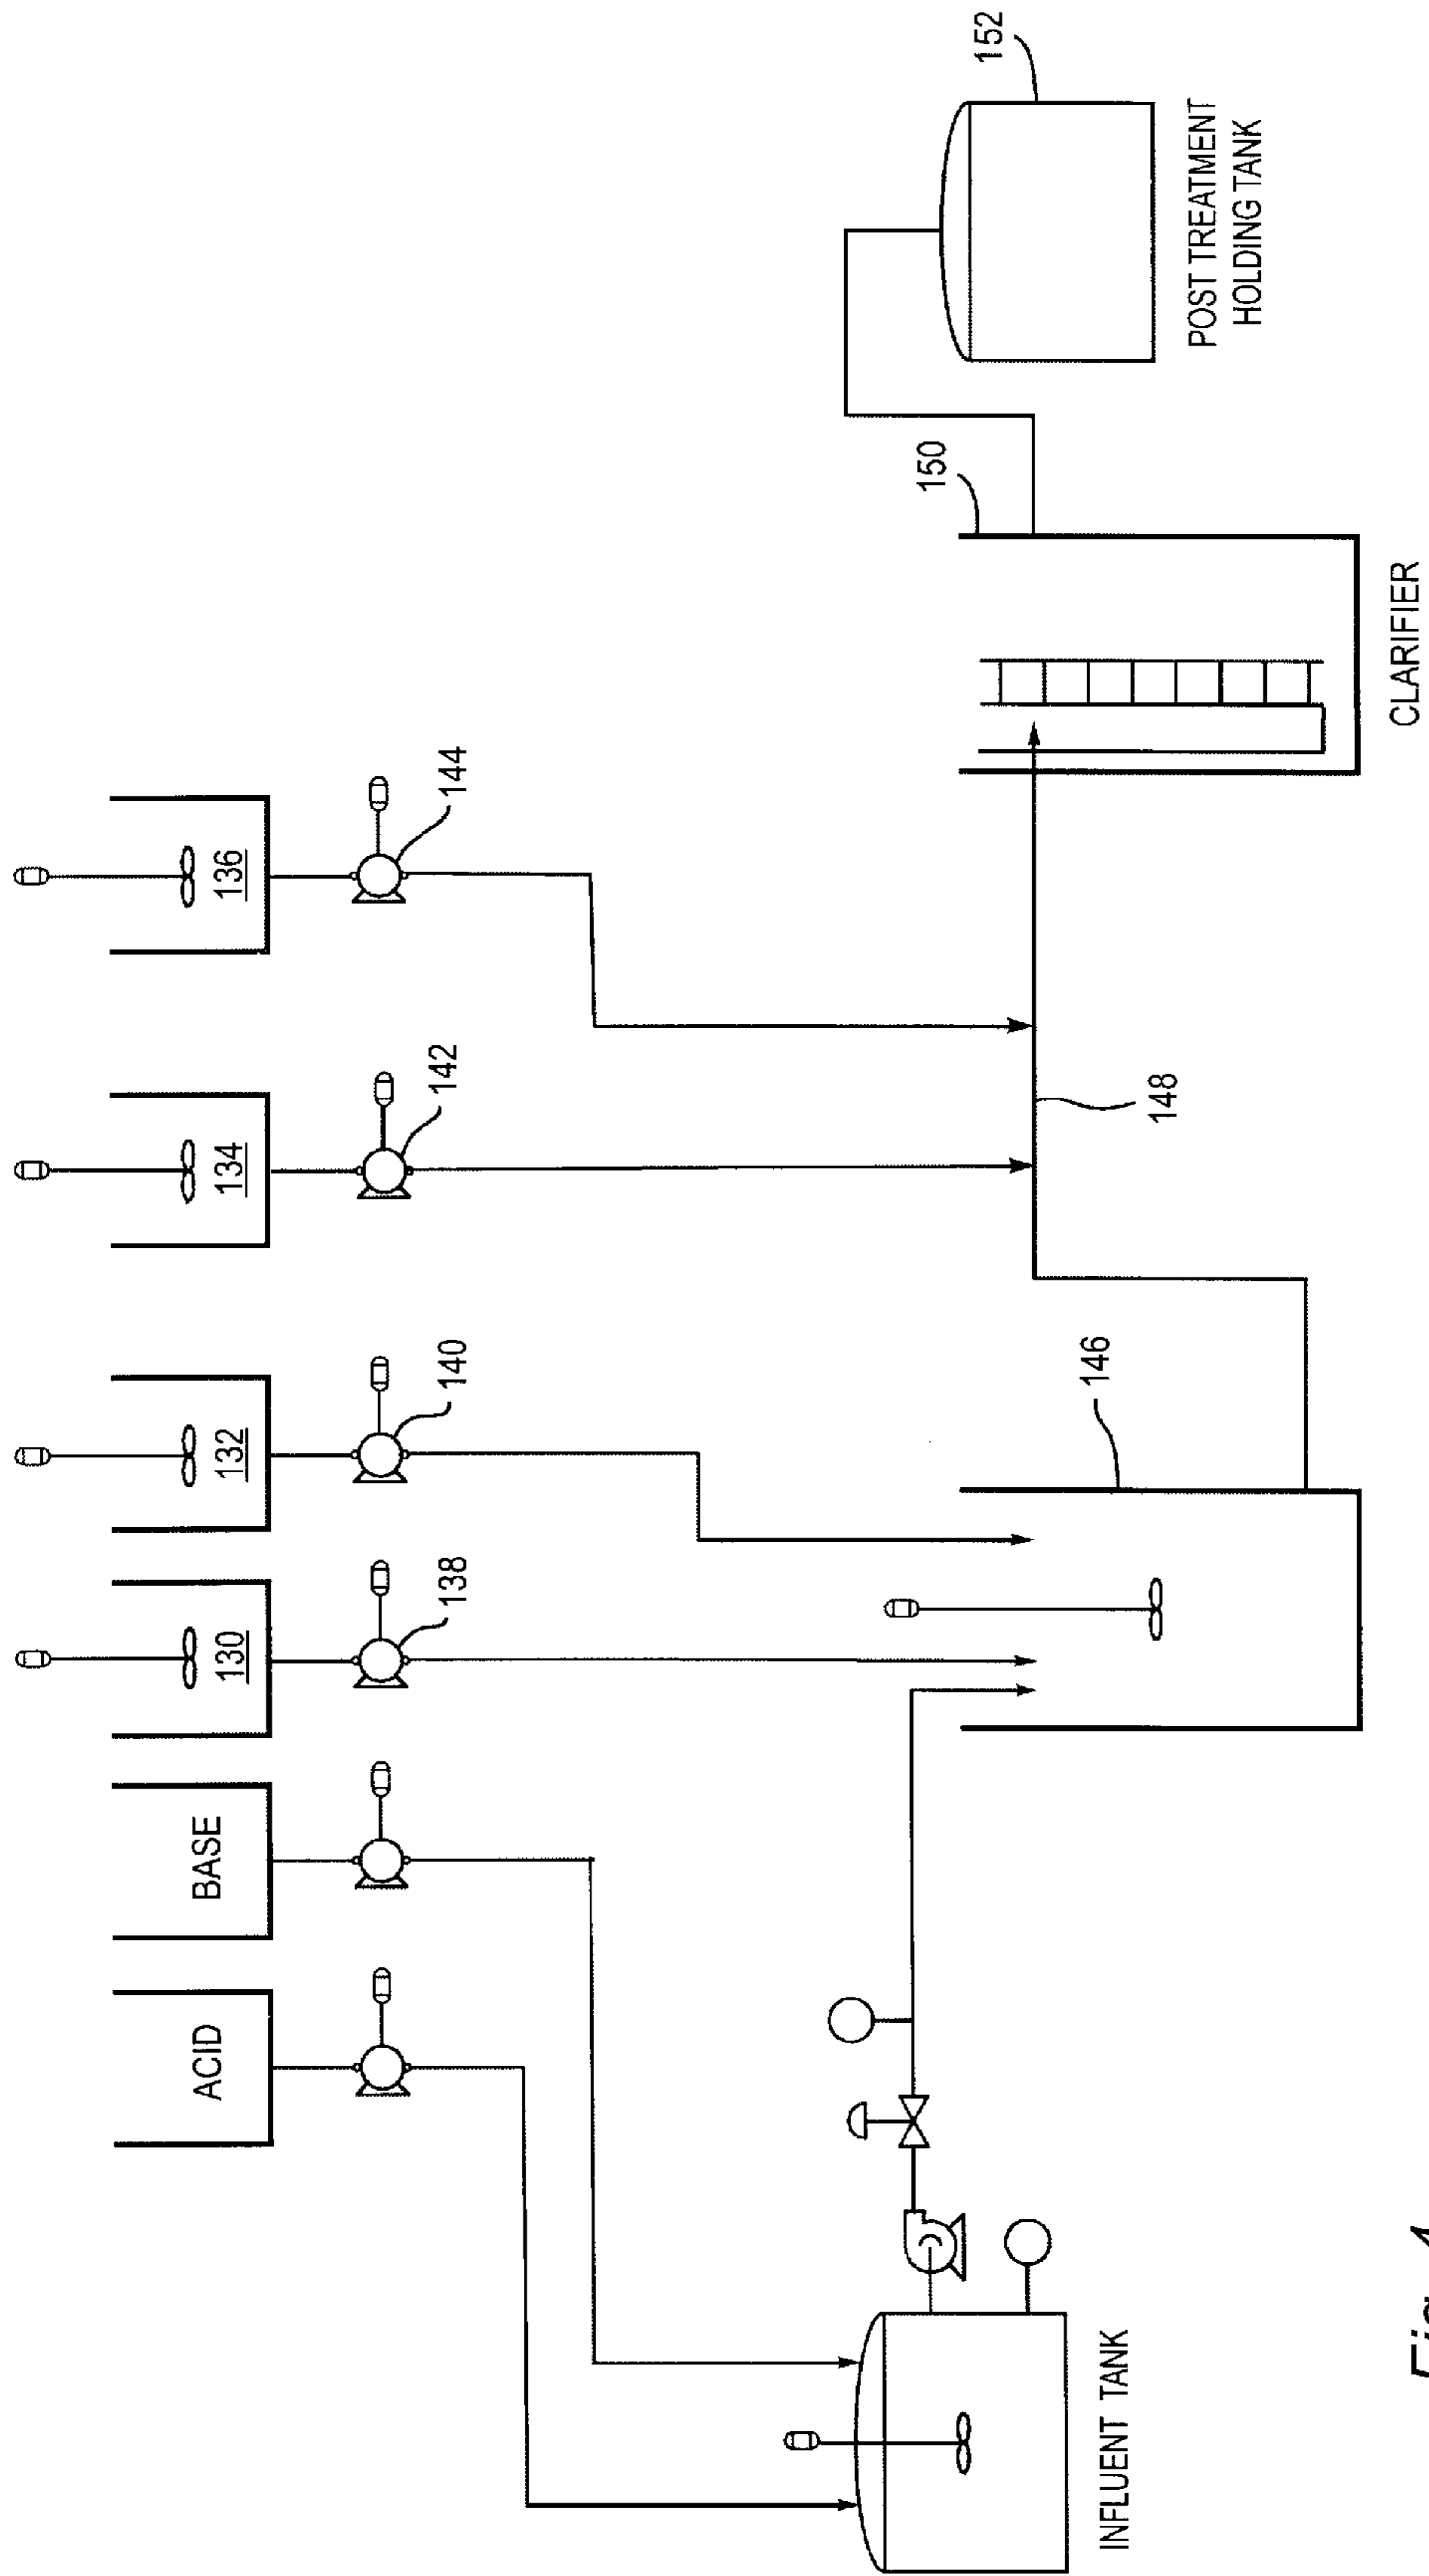 ACID
BASE
130
132
134
136
138
140
142
144
146
148
150
152
INFLUENT TANK
CLARIFIER
POST TREATMENT
HOLDING TANK